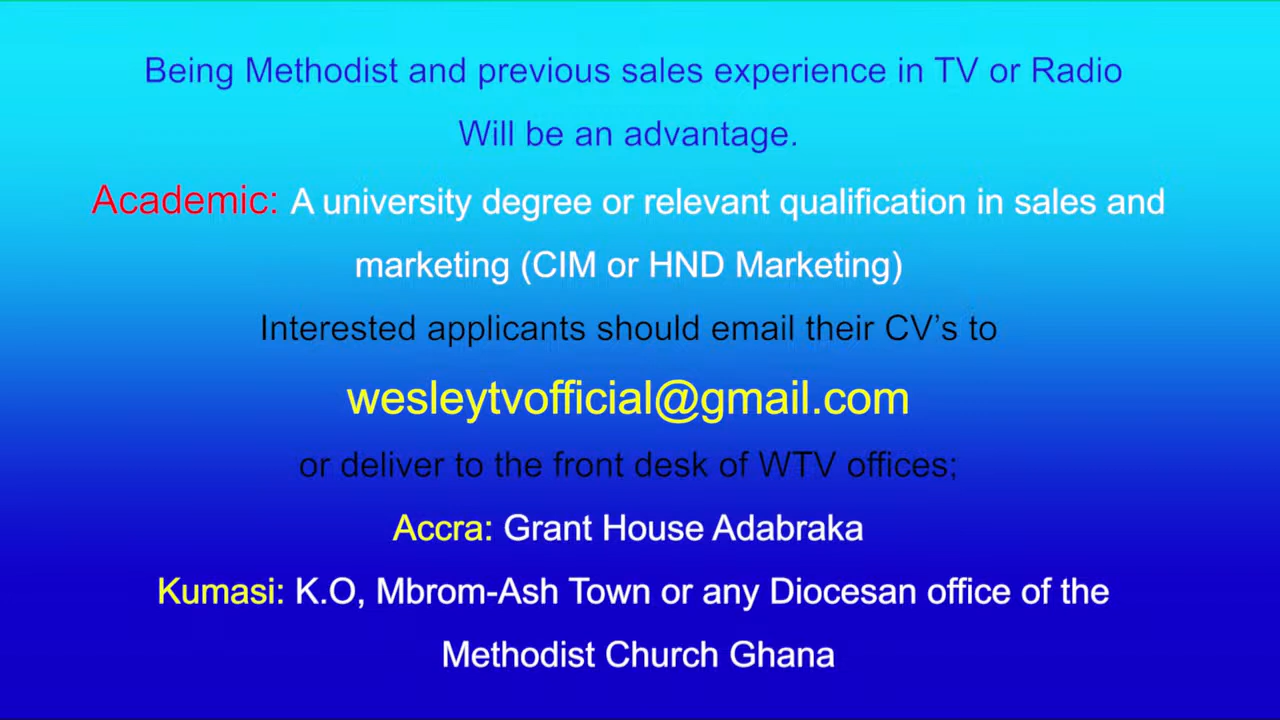 Being Methodist and previous sales experience in TV or Radio
Will be an advantage.
Academic: A university degree or relevant qualification in sales and
marketing (CIM or HND Marketing)
Interested applicants should email their CV’s to
wesleytvofficial@gmail.com
or deliver to the front desk of WTV offices;
Accra: Grant House Adabraka
Kumasi: K.O, Mbrom-Ash Town or any Diocesan office of the
Methodist Church Ghana